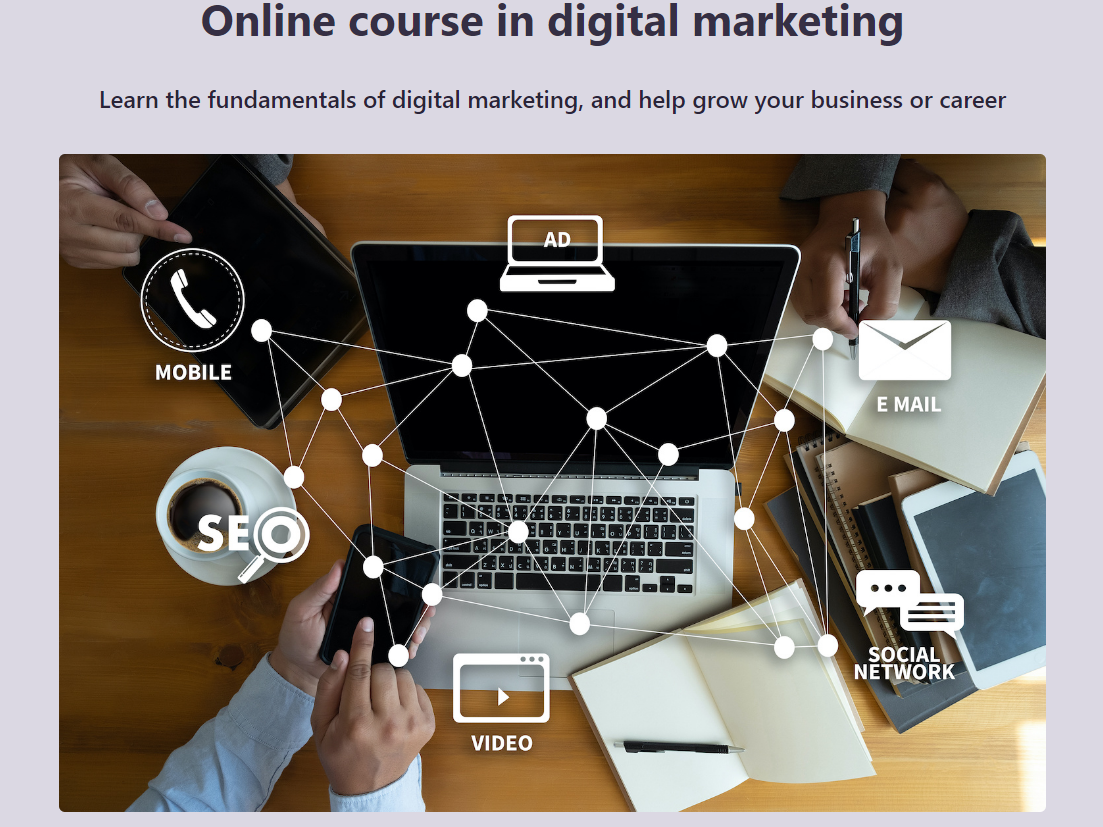 Online course in digital marketing
Learn the fundamentals of digital marketing, and help grow your business or career
AD
MOBILE
E MAIL
SEO
SOCIAL
NETWORK
VIDEO